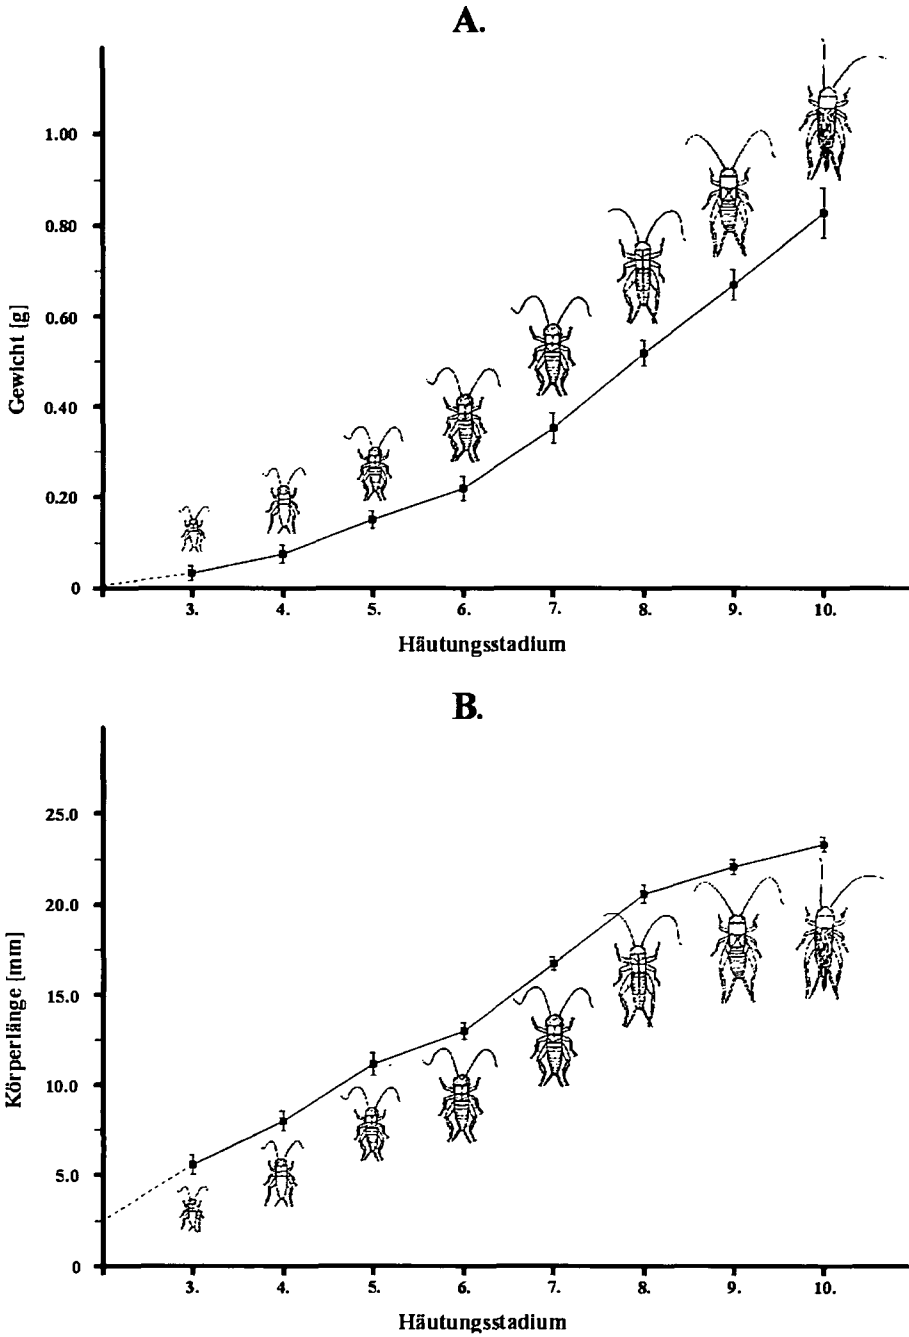 A.
Gewicht [g]
1.00
0.80
0.60
0.40
0.20
0
3. 4. 5. 6. 7. 8. 9. 10.
Häutungsstadium
B.
Körperlänge [mm]
25.0
20.0
15.0
10.0
5.0
0
3. 4. 5. 6. 7. 8. 9. 10.
Häutungsstadium